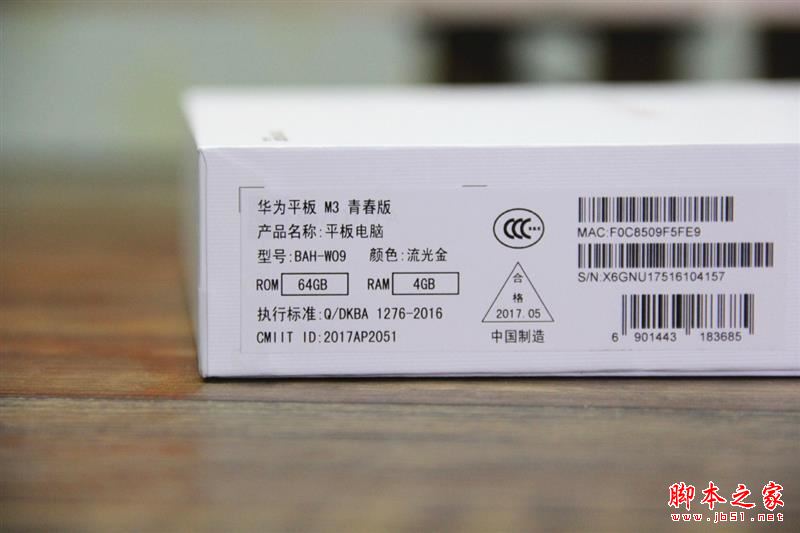 华为平板 M3 青春版
产品名称:平板电脑
型号:BAH-W09 颜色:流光金
ROM 64GB RAM 4GB
执行标准:Q/DKBA 1276-2016
CMIIT ID:2017AP2051
CCC
合
格
2017.05
中国制造
MAC:F0C8509F5FE9
S/N:X6GNU17516104157
6 901443 183685
脚本之家
www.jb51.net